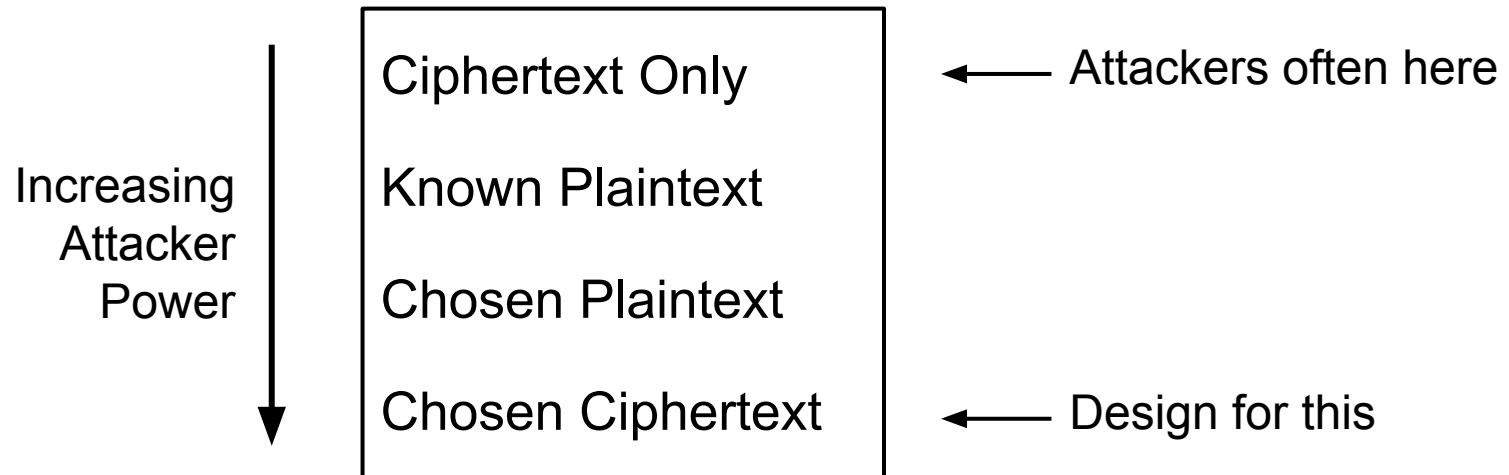 Increasing
Attacker
Power
Ciphertext Only
Known Plaintext
Chosen Plaintext
Chosen Ciphertext
Attackers often here
Design for this